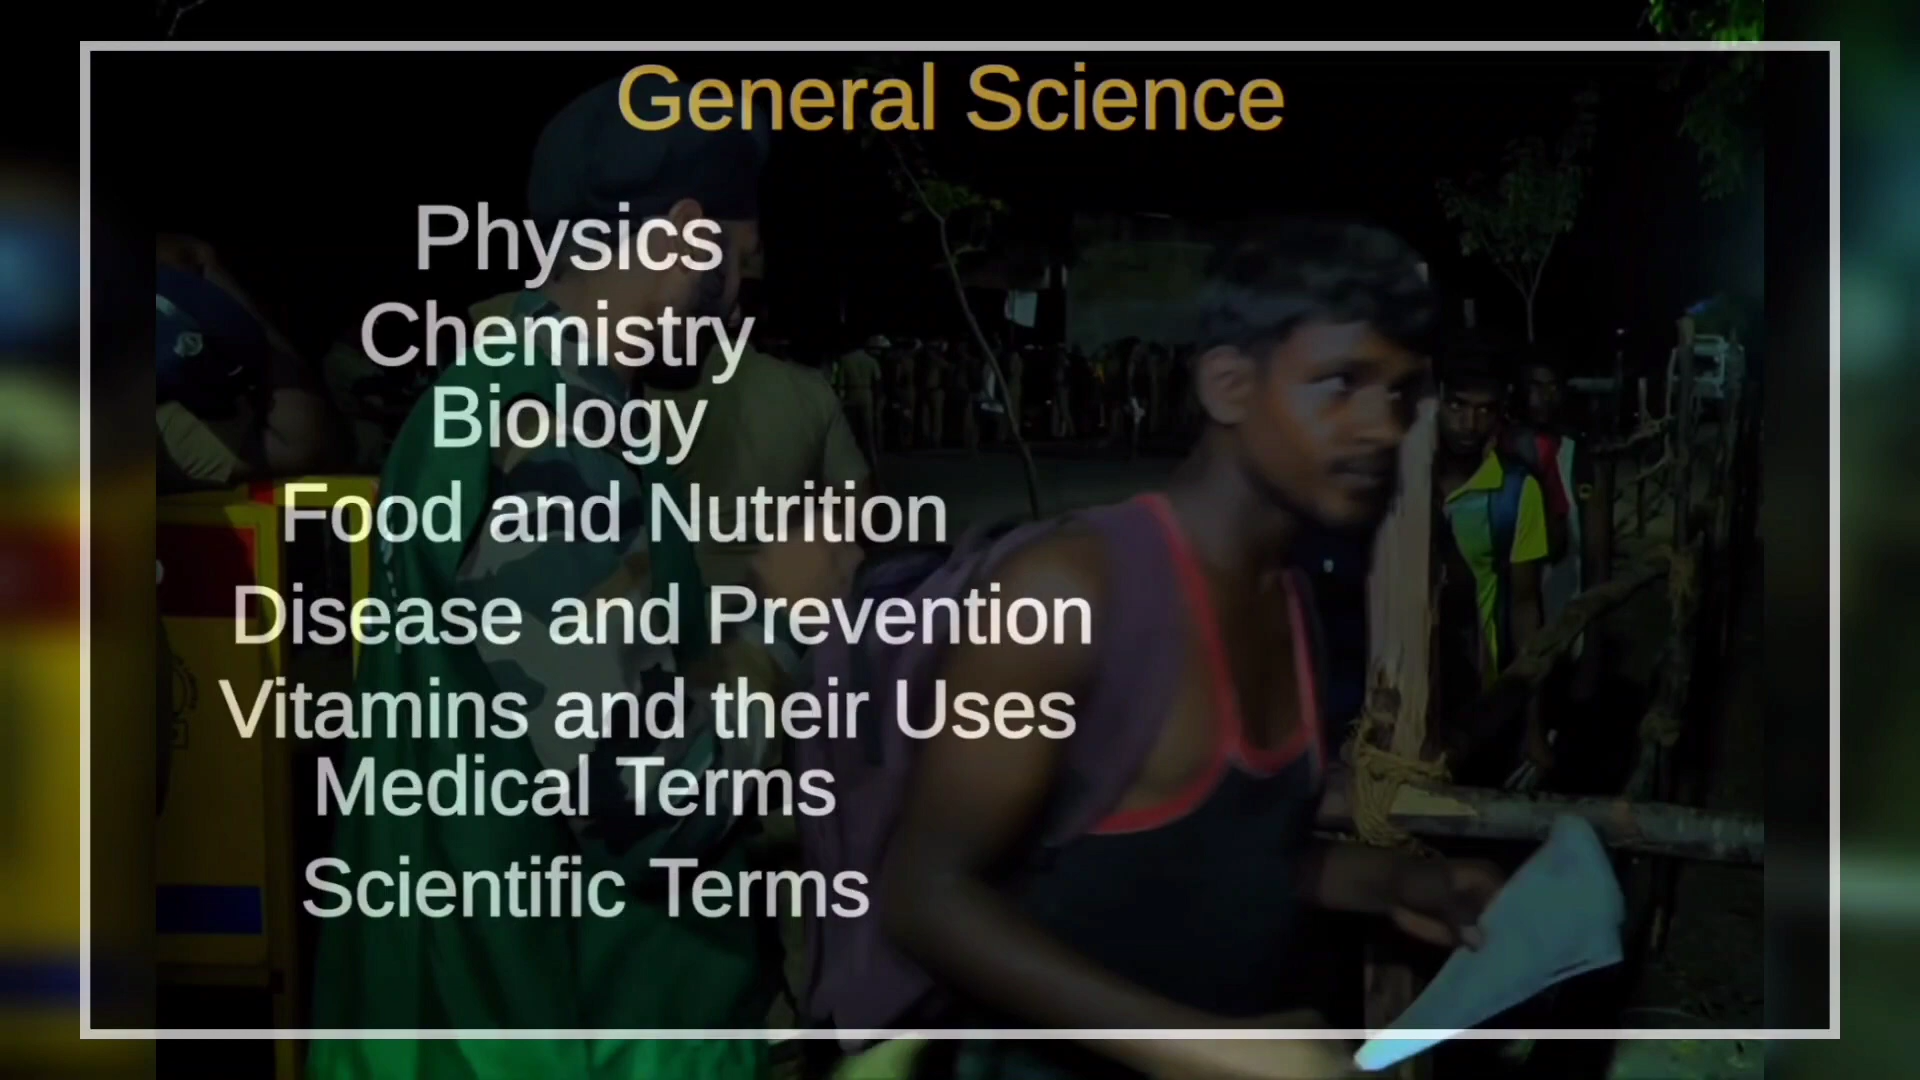 General Science
Physics
Chemistry
Biology
Food and Nutrition
Disease and Prevention
Vitamins and their Uses
Medical Terms
Scientific Terms